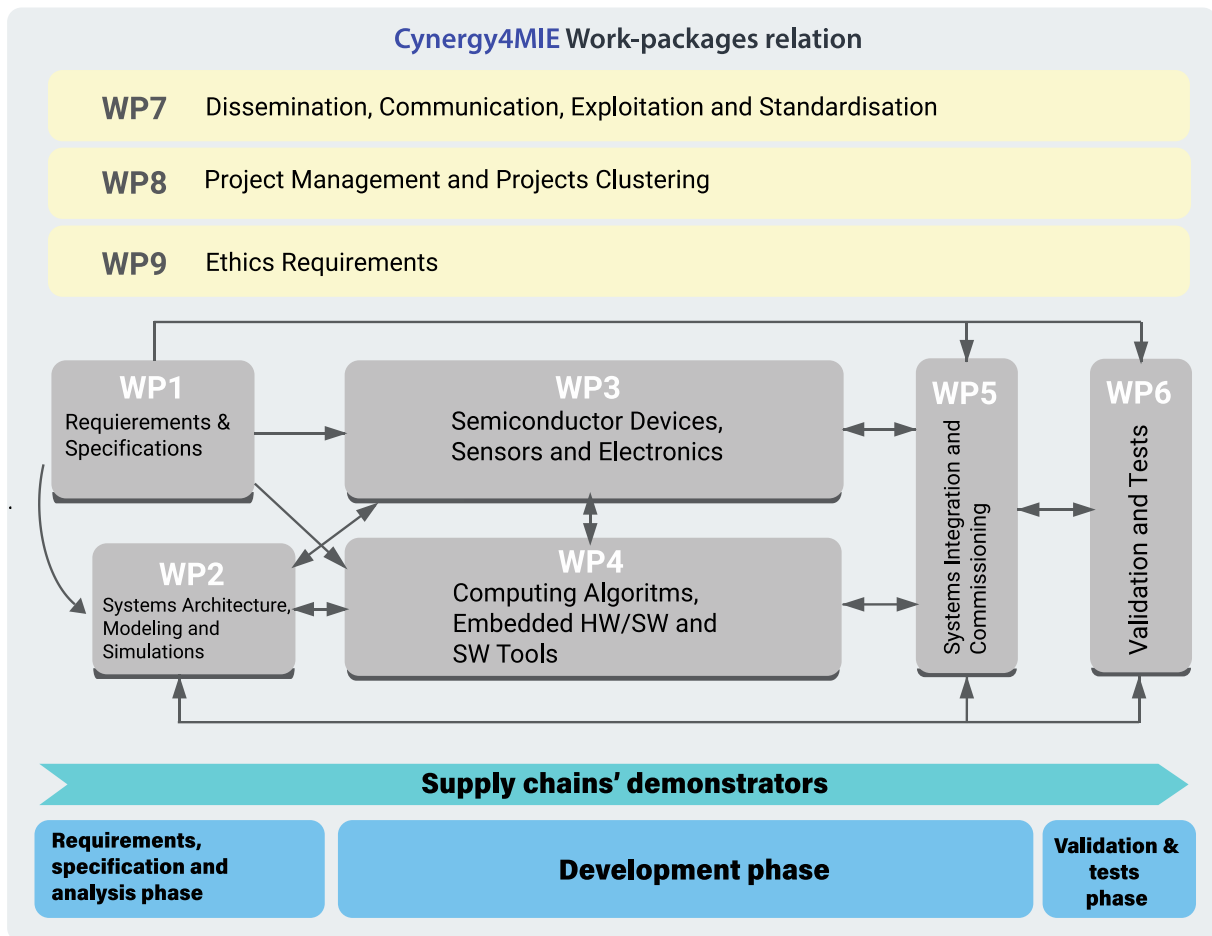 Cynergy4MIE Work-packages relation
WP7 Dissemination, Communication, Exploitation and Standardisation
WP8 Project Management and Projects Clustering
WP9 Ethics Requirements
WP1
Requierements &
Specifications
WP2
Systems Architecture,
Modeling and
Simulations
WP3
Semiconductor Devices,
Sensors and Electronics
WP4
Computing Algoritms,
Embedded HW/SW and
SW Tools
WP5
Systems Integration and
Commissioning
WP6
Validation and Tests
Supply chains’ demonstrators
Requirements,
specification and
analysis phase
Development phase
Validation &
tests
phase